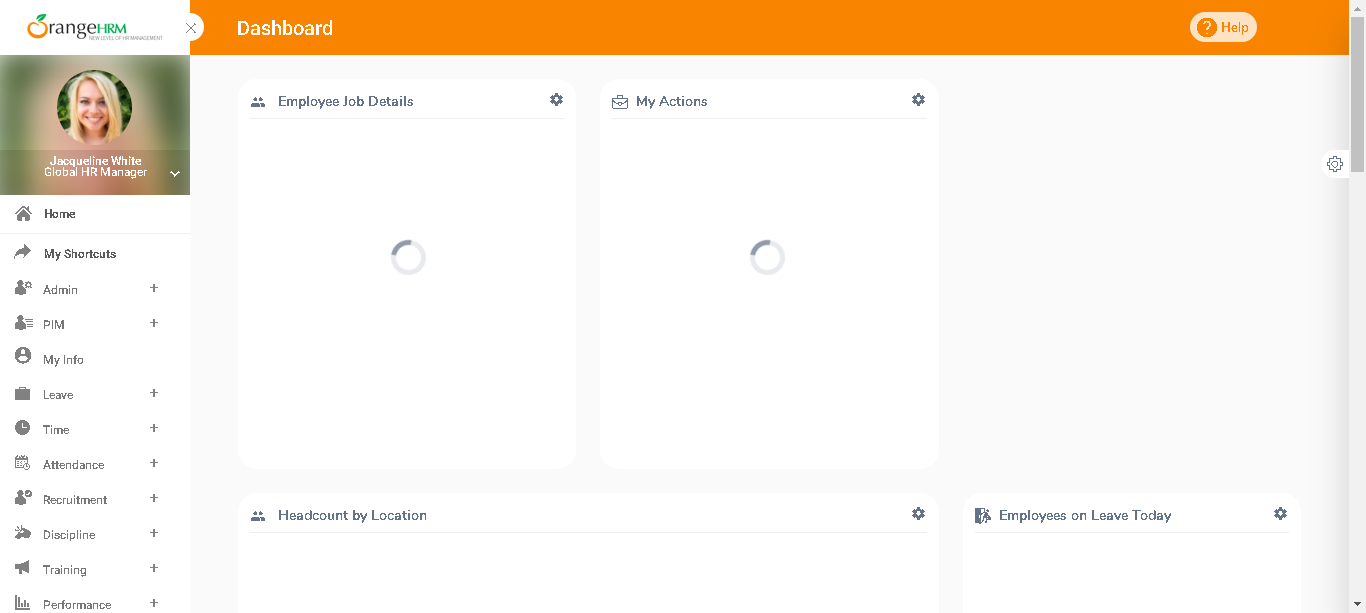 OrangeHRM
NEW LEVEL OF HR MANAGEMENT
Dashboard
? Help
Jacqueline White
Global HR Manager
Home
My Shortcuts
Admin +
PIM +
My Info
Leave +
Time +
Attendance +
Recruitment +
Discipline +
Training +
Performance +
Employee Job Details
My Actions
Headcount by Location
Employees on Leave Today